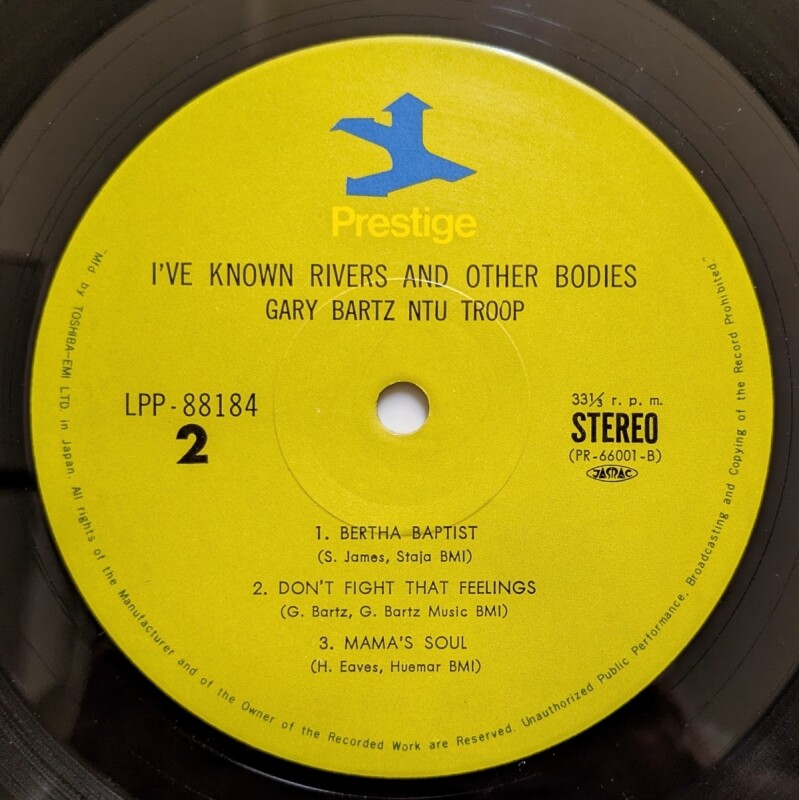 Prestige
I'VE KNOWN RIVERS AND OTHER BODIES
GARY BARTZ NTU TROOP
LPP-88184
2
33⅓ r. p. m.
STEREO
(PR-66001-B)
JASRAC
1. BERTHA BAPTIST
(S. James, Staja BMI)
2. DON'T FIGHT THAT FEELINGS
(G. Bartz, G. Bartz Music BMI)
3. MAMA'S SOUL
(H. Eaves, Huemar BMI)
"Mfd by TOSHIBA-EMI LTD. in Japan. All rights of the Manufacturer and of the Owner of the Recorded Work are Reserved. Unauthorized Public Performance, Broadcasting and Copying of the Record Prohibited."